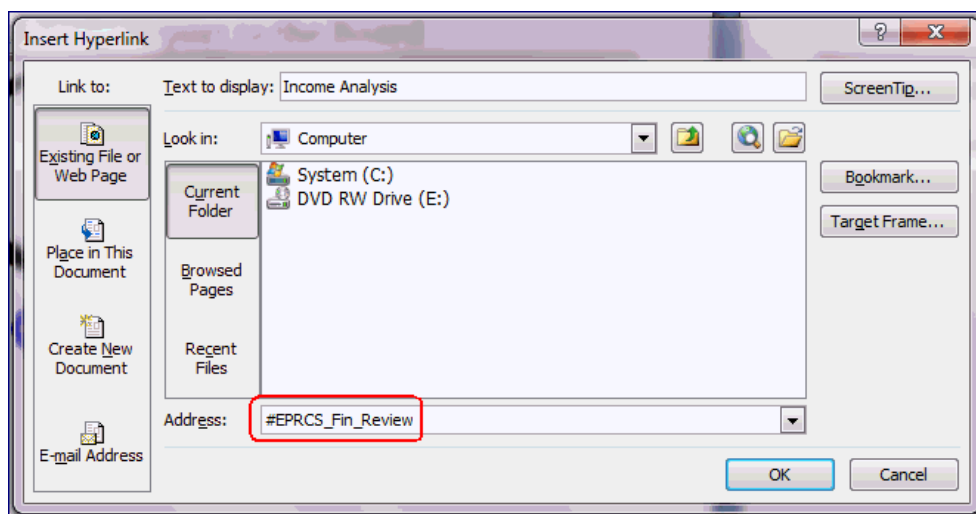 Insert Hyperlink
Link to:
Text to display: Income Analysis
ScreenTip...
Existing File or
Web Page
Look in: Computer
Current
Folder
System (C:)
DVD RW Drive (E:)
Bookmark...
Target Frame...
Place in This
Document
Browsed
Pages
Create New
Document
Recent
Files
Address: #EPRCS_Fin_Review
E-mail Address
OK
Cancel